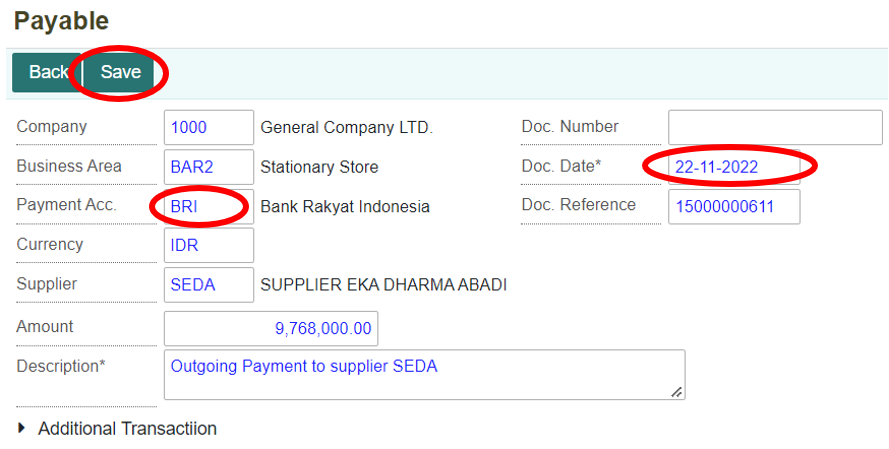 Payable
Back Save
Company 1000 General Company LTD. Doc. Number
Business Area BAR2 Stationary Store Doc. Date* 22-11-2022
Payment Acc. BRI Bank Rakyat Indonesia Doc. Reference 15000000611
Currency IDR
Supplier SEDA SUPPLIER EKA DHARMA ABADI
Amount 9,768,000.00
Description* Outgoing Payment to supplier SEDA
Additional Transactiion